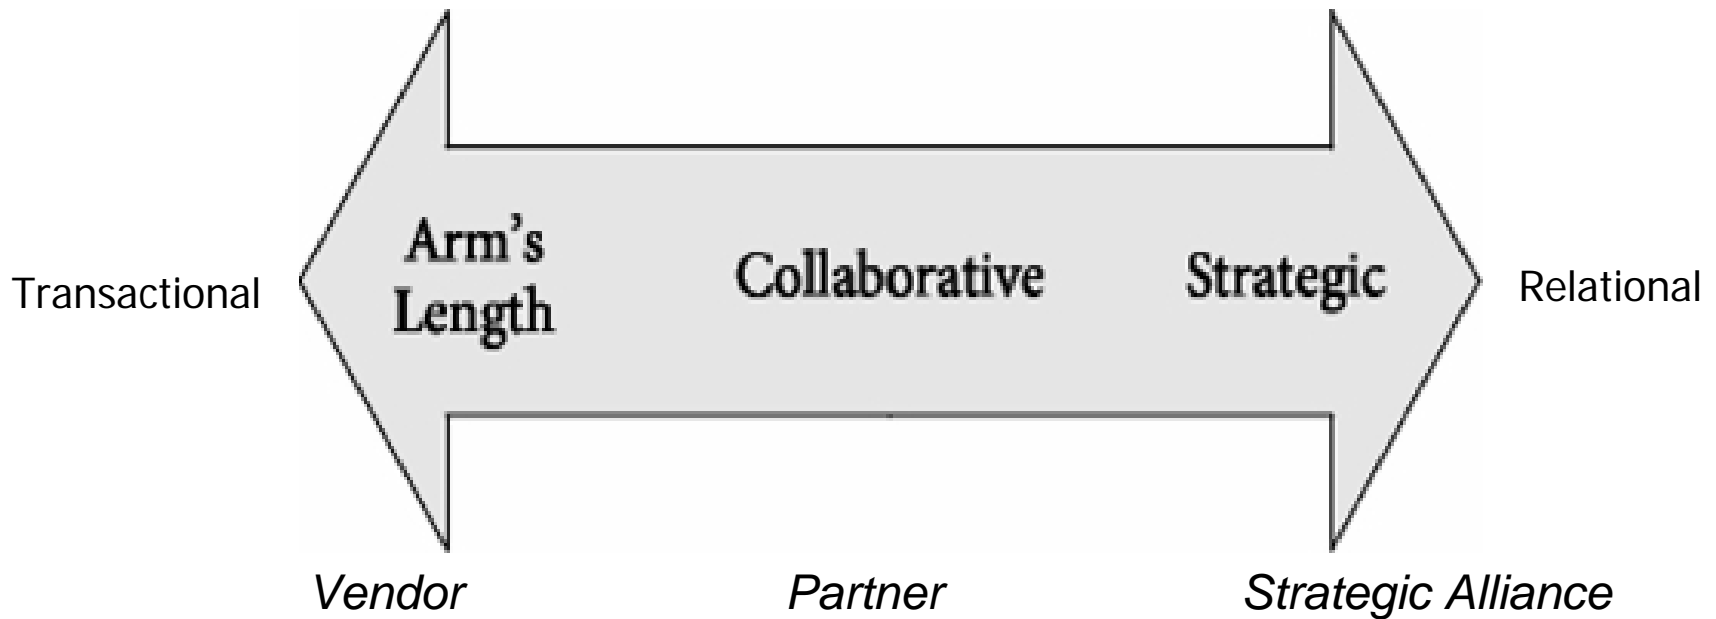 Transactional
Arm's
Length
Collaborative
Strategic
Relational
Vendor
Partner
Strategic Alliance